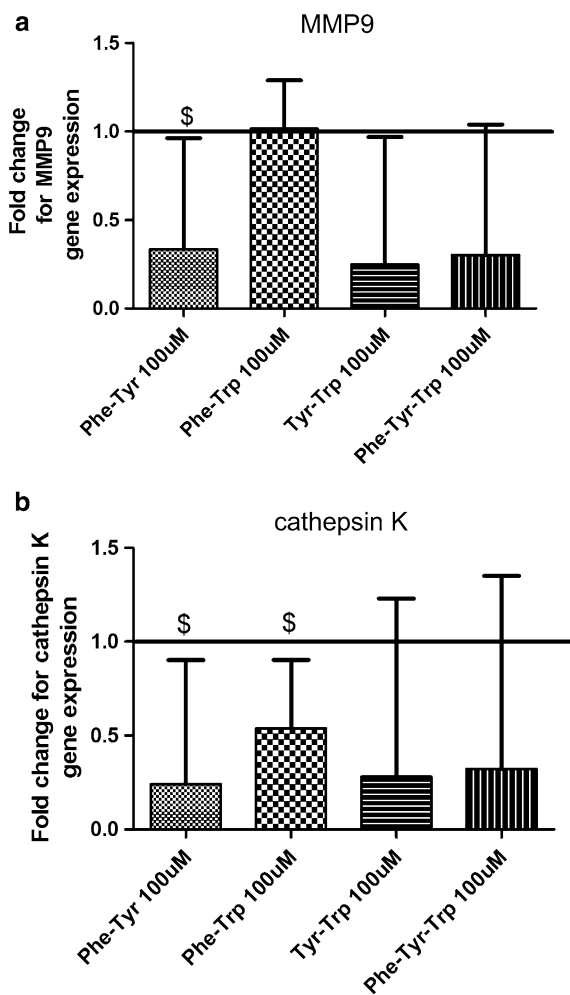 a
MMP9
Fold change
for MMP9
gene expression
1.5
1.0
0.5
0.0
$
Phe-Tyr 100uM
Phe-Trp 100uM
Tyr-Trp 100uM
Phe-Tyr-Trp 100uM
b
cathepsin K
Fold change for cathepsin K
gene expression
1.5
1.0
0.5
0.0
$
$
Phe-Tyr 100uM
Phe-Trp 100uM
Tyr-Trp 100uM
Phe-Tyr-Trp 100uM